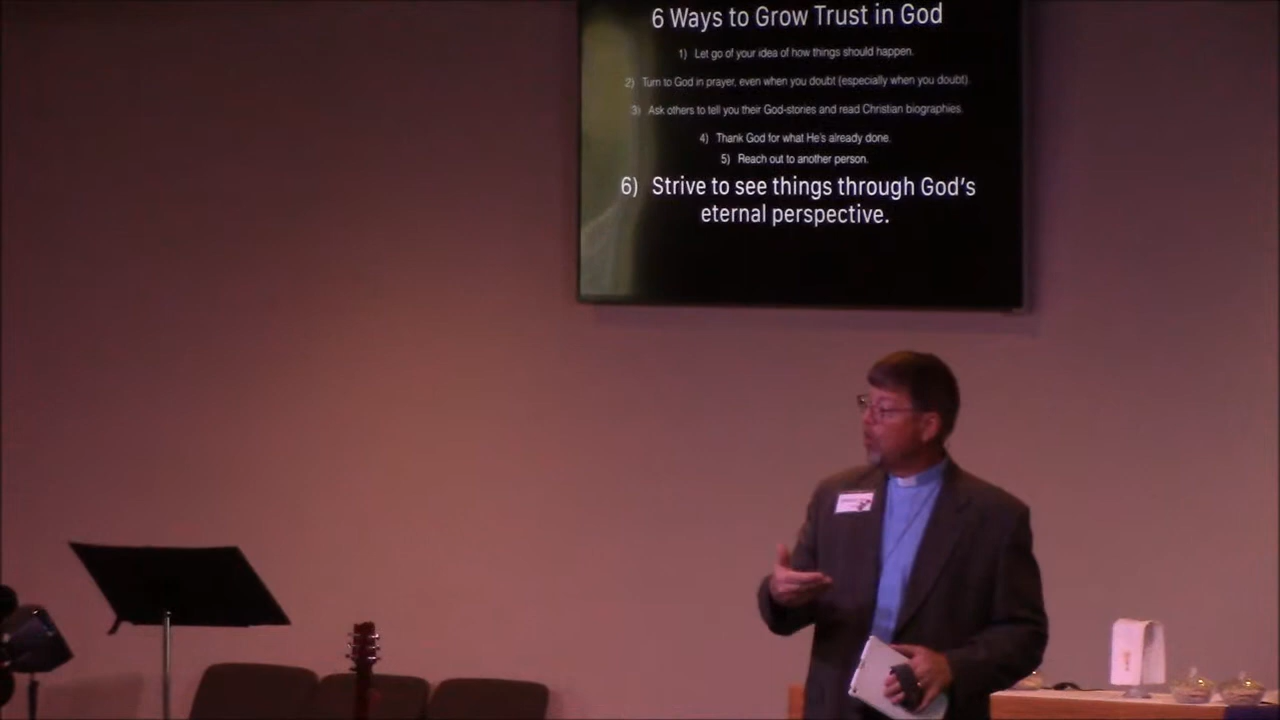 6 Ways to Grow Trust in God
1) Let go of your idea of how things should happen.
2) Turn to God in prayer, even when you doubt (especially when you doubt).
3) Ask others to tell you their God-stories and read Christian biographies.
4) Thank God for what He's already done.
5) Reach out to another person.
6) Strive to see things through God's
eternal perspective.